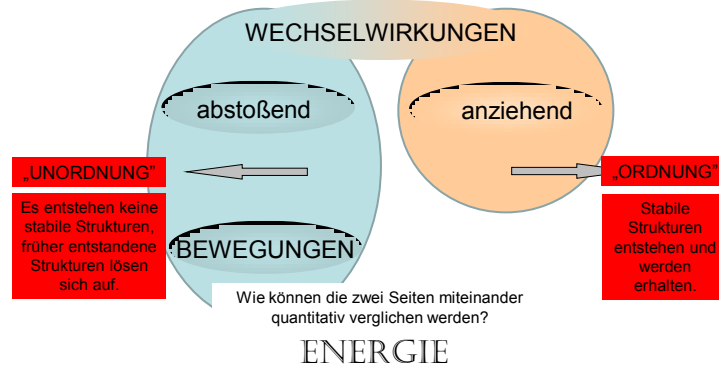 WECHSELWIRKUNGEN
abstoßend
anziehend
„UNORDNUNG”
„ORDNUNG”
Es entstehen keine
stabile Strukturen,
früher entstandene
Strukturen lösen
sich auf.
Stabile
Strukturen
entstehen und
werden
erhalten.
BEWEGUNGEN
Wie können die zwei Seiten miteinander
quantitativ verglichen werden?
ENERGIE